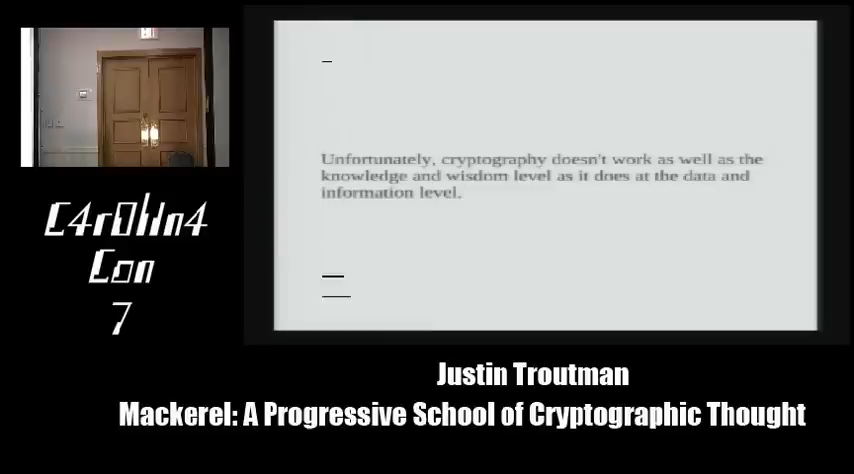 C4r0l1n4
Con
7
Unfortunately, cryptography doesn't work as well as the
knowledge and wisdom level as it does at the data and
information level.
Justin Troutman
Mackerel: A Progressive School of Cryptographic Thought